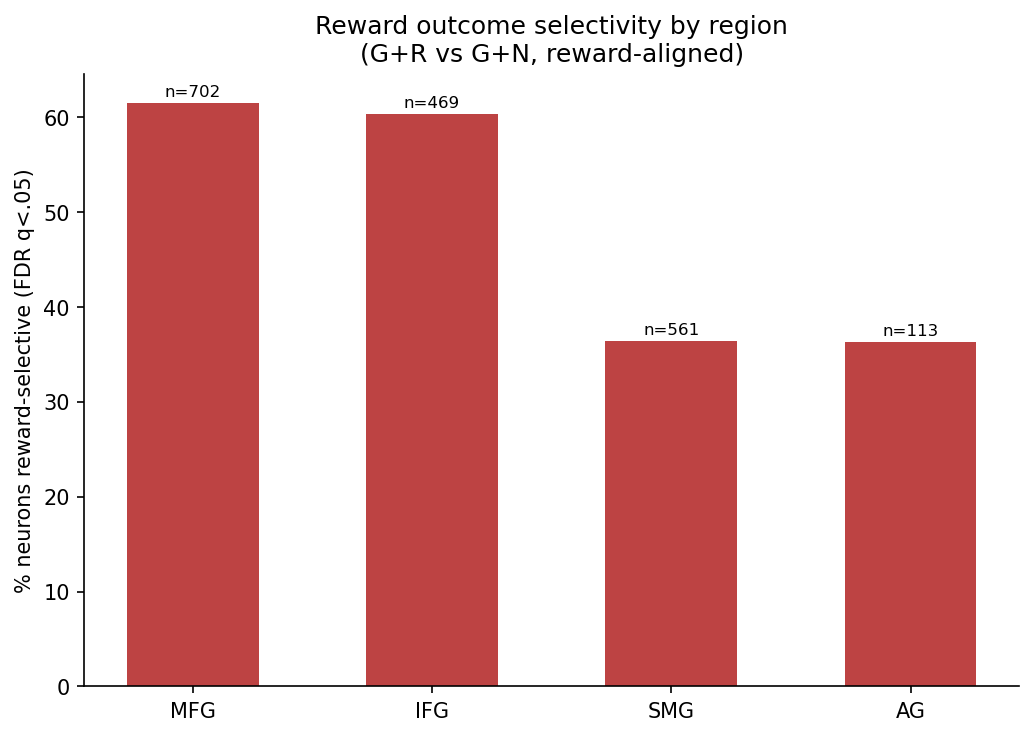 Reward outcome selectivity by region
(G+R vs G+N, reward-aligned)
% neurons reward-selective (FDR q<.05)
60
50
40
30
20
10
0
n=702
n=469
n=561
n=113
MFG
IFG
SMG
AG